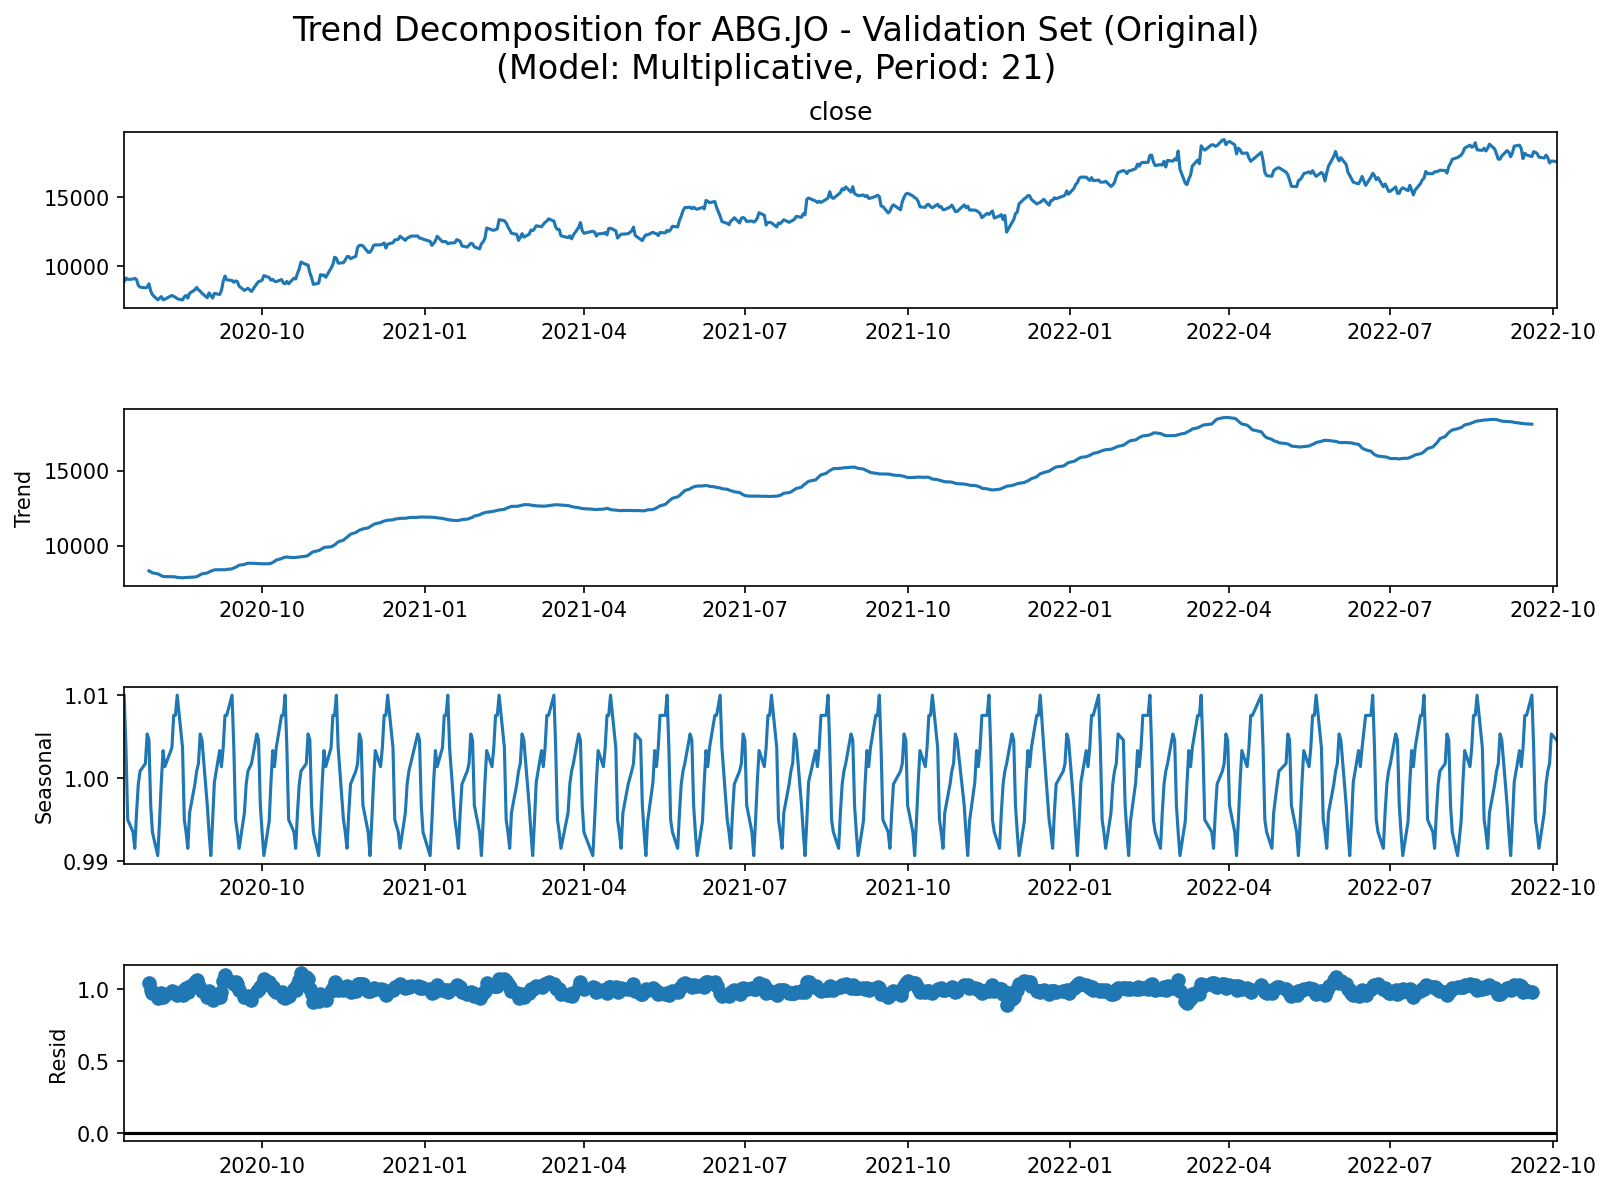 Trend Decomposition for ABG.JO - Validation Set (Original)
(Model: Multiplicative, Period: 21)
close
15000
10000
2020-10 2021-01 2021-04 2021-07 2021-10 2022-01 2022-04 2022-07 2022-10
Trend
15000
10000
2020-10 2021-01 2021-04 2021-07 2021-10 2022-01 2022-04 2022-07 2022-10
Seasonal
1.01
1.00
0.99
2020-10 2021-01 2021-04 2021-07 2021-10 2022-01 2022-04 2022-07 2022-10
Resid
1.0
0.5
0.0
2020-10 2021-01 2021-04 2021-07 2021-10 2022-01 2022-04 2022-07 2022-10